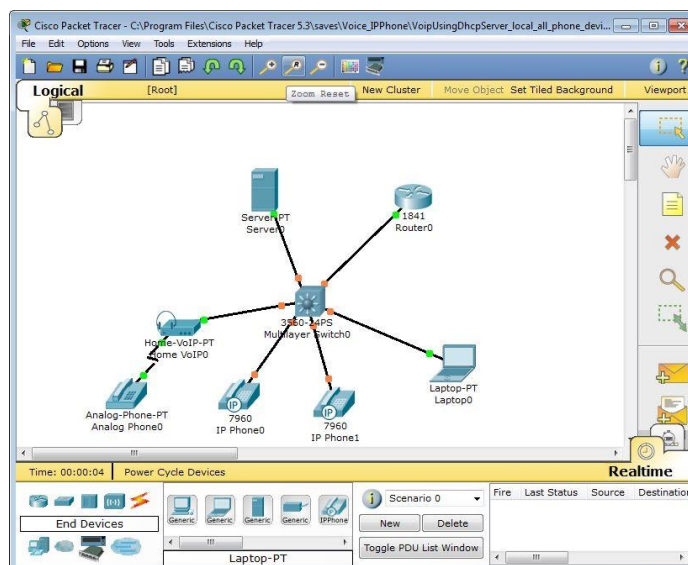 Cisco Packet Tracer - C:\Program Files\Cisco Packet Tracer 5.3\saves\Voice_IPPhone\VoipUsingDhcpServer_local_all_phone_devi...
File Edit Options View Tools Extensions Help
Logical [Root] New Cluster Move Object Set Tiled Background Viewport
Zoom Reset
Server-PT
Server0
1841
Router0
3560-24PS
Multilayer Switch0
Home-VoIP-PT
Home VoIP0
Analog-Phone-PT
Analog Phone0
IP
7960
IP Phone0
IP
7960
IP Phone1
Laptop-PT
Laptop0
Time: 00:00:04 Power Cycle Devices Realtime
End Devices
Generic Generic Generic Generic IPPhone
Laptop-PT
Scenario 0
New Delete
Toggle PDU List Window
Fire Last Status Source Destination